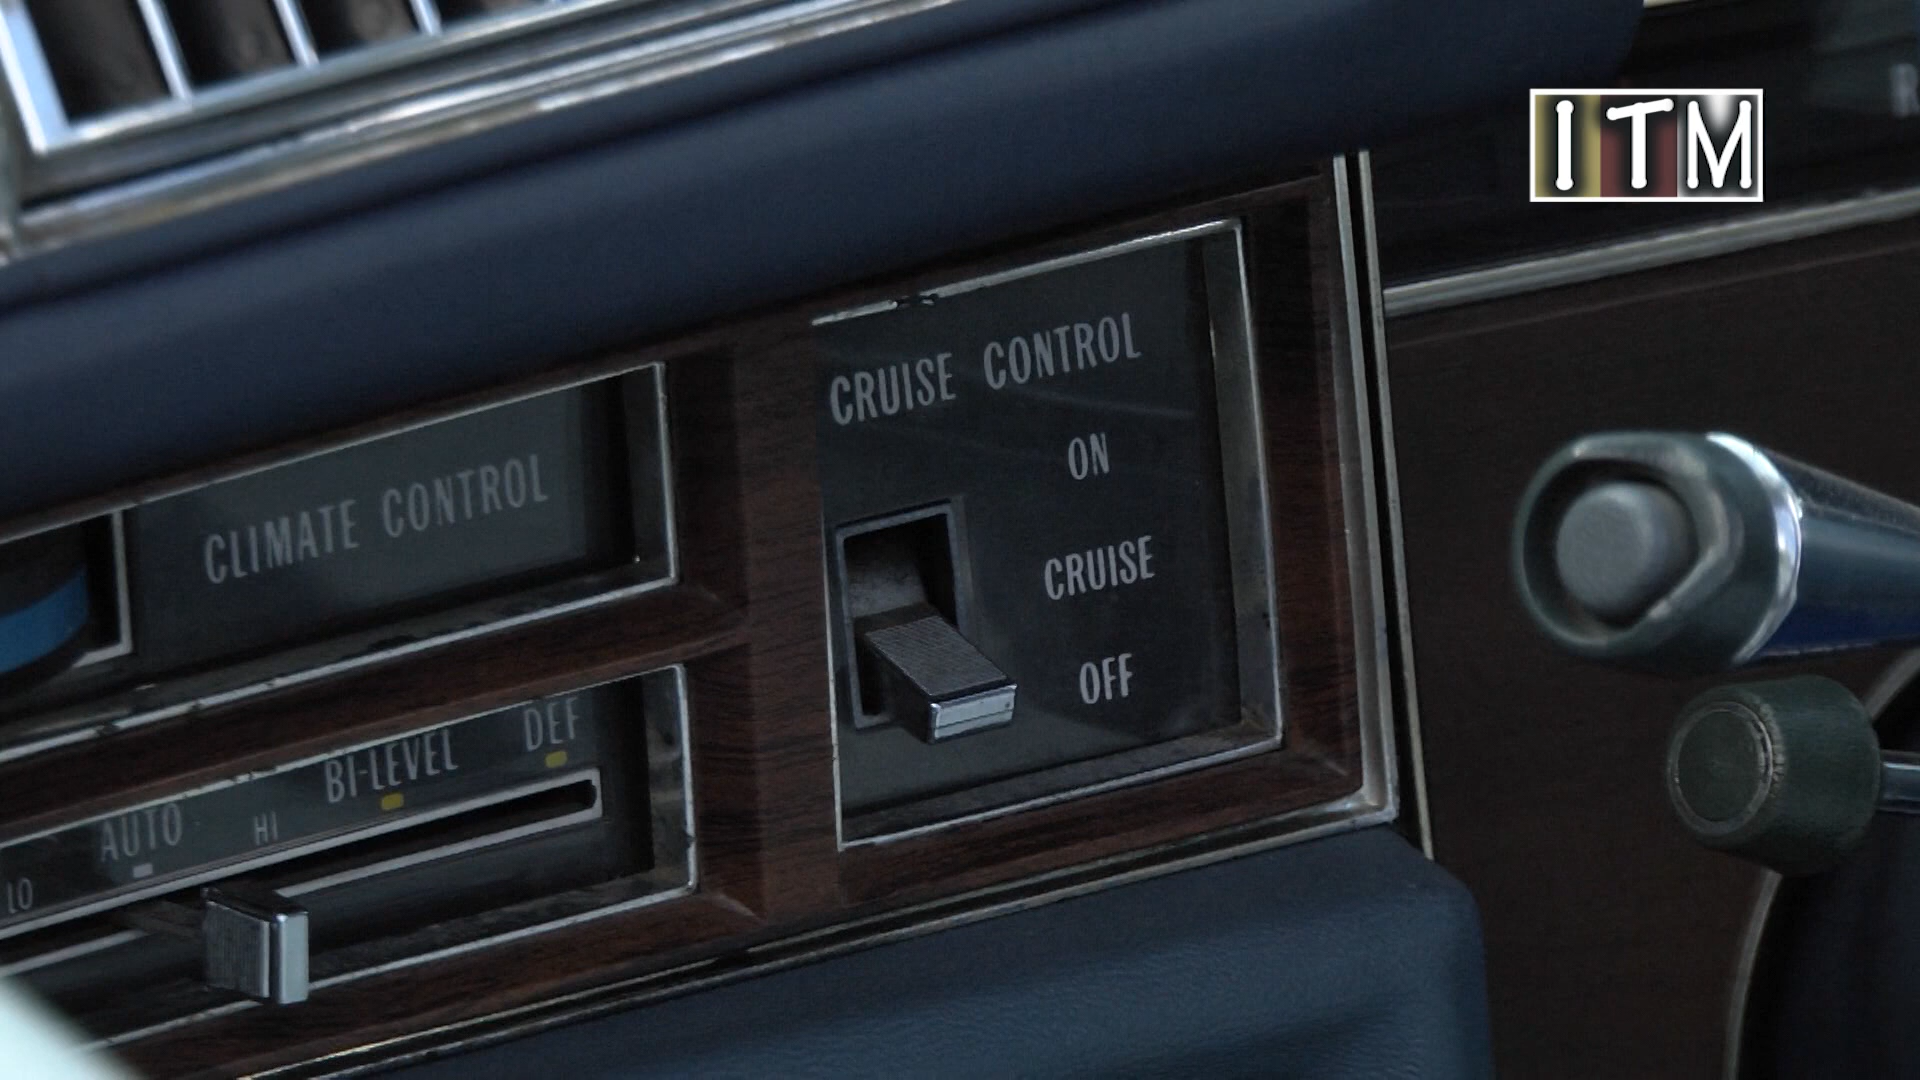 ITM
CRUISE CONTROL
ON
CRUISE
OFF
CLIMATE CONTROL
LO AUTO HI BI-LEVEL DEF